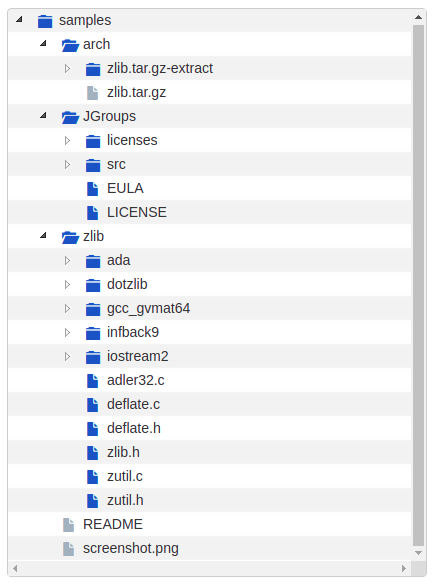 samples
arch
zlib.tar.gz-extract
zlib.tar.gz
JGroups
licenses
src
EULA
LICENSE
zlib
ada
dotzlib
gcc_gvmat64
infback9
iostream2
adler32.c
deflate.c
deflate.h
zlib.h
zutil.c
zutil.h
README
screenshot.png